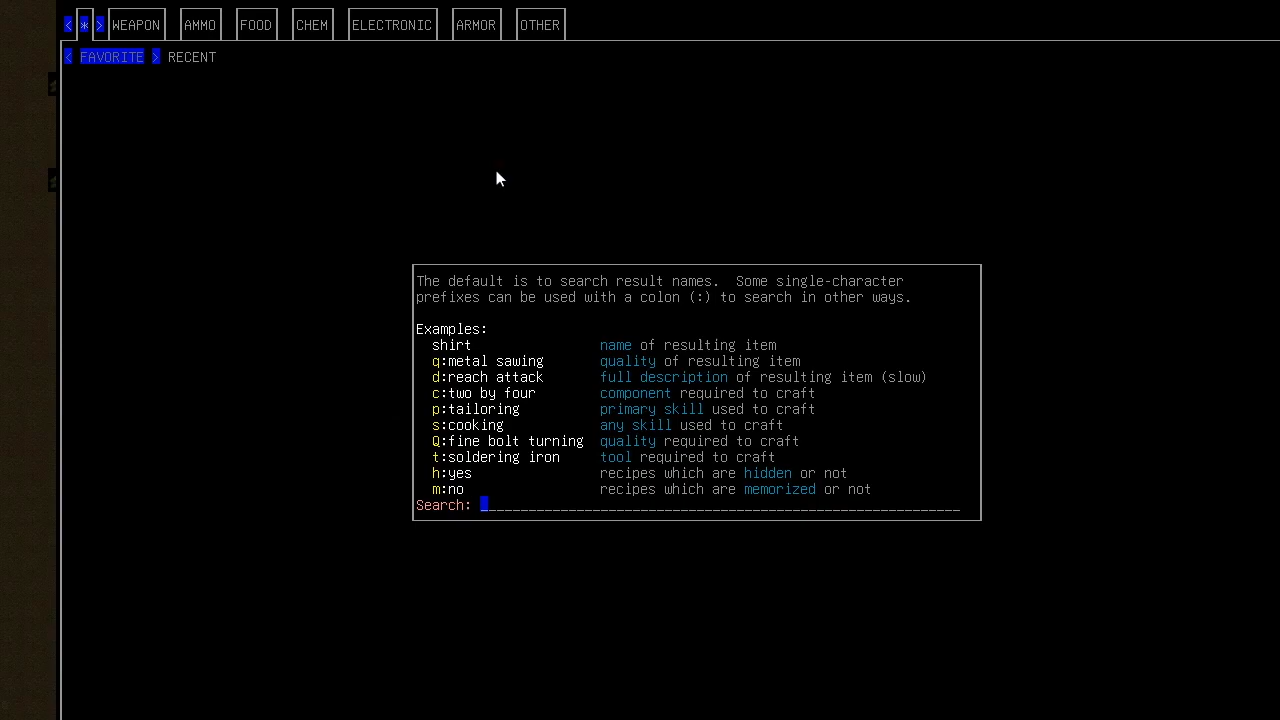 < * > WEAPON AMMO FOOD CHEM ELECTRONIC ARMOR OTHER
< FAVORITE > RECENT
The default is to search result names.  Some single-character
prefixes can be used with a colon (:) to search in other ways.
Examples:
shirt name of resulting item
q:metal sawing quality of resulting item
d:reach attack full description of resulting item (slow)
c:two by four component required to craft
p:tailoring primary skill used to craft
s:cooking any skill used to craft
Q:fine bolt turning quality required to craft
t:soldering iron tool required to craft
h:yes recipes which are hidden or not
m:no recipes which are memorized or not
Search: ____________________________________________________________